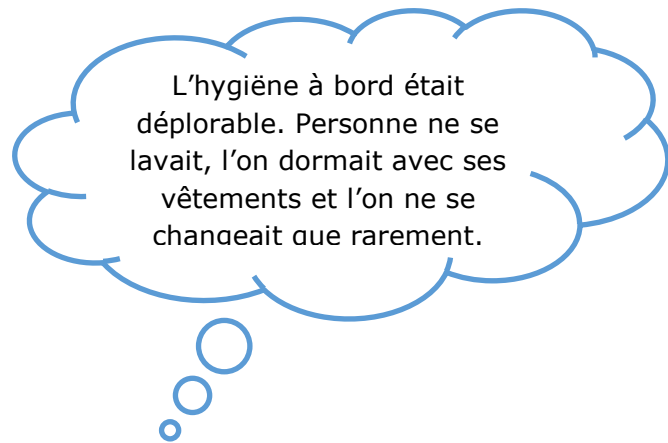 L’hygiëne à bord était
déplorable. Personne ne se
lavait, l’on dormait avec ses
vêtements et l’on ne se
changeait que rarement.